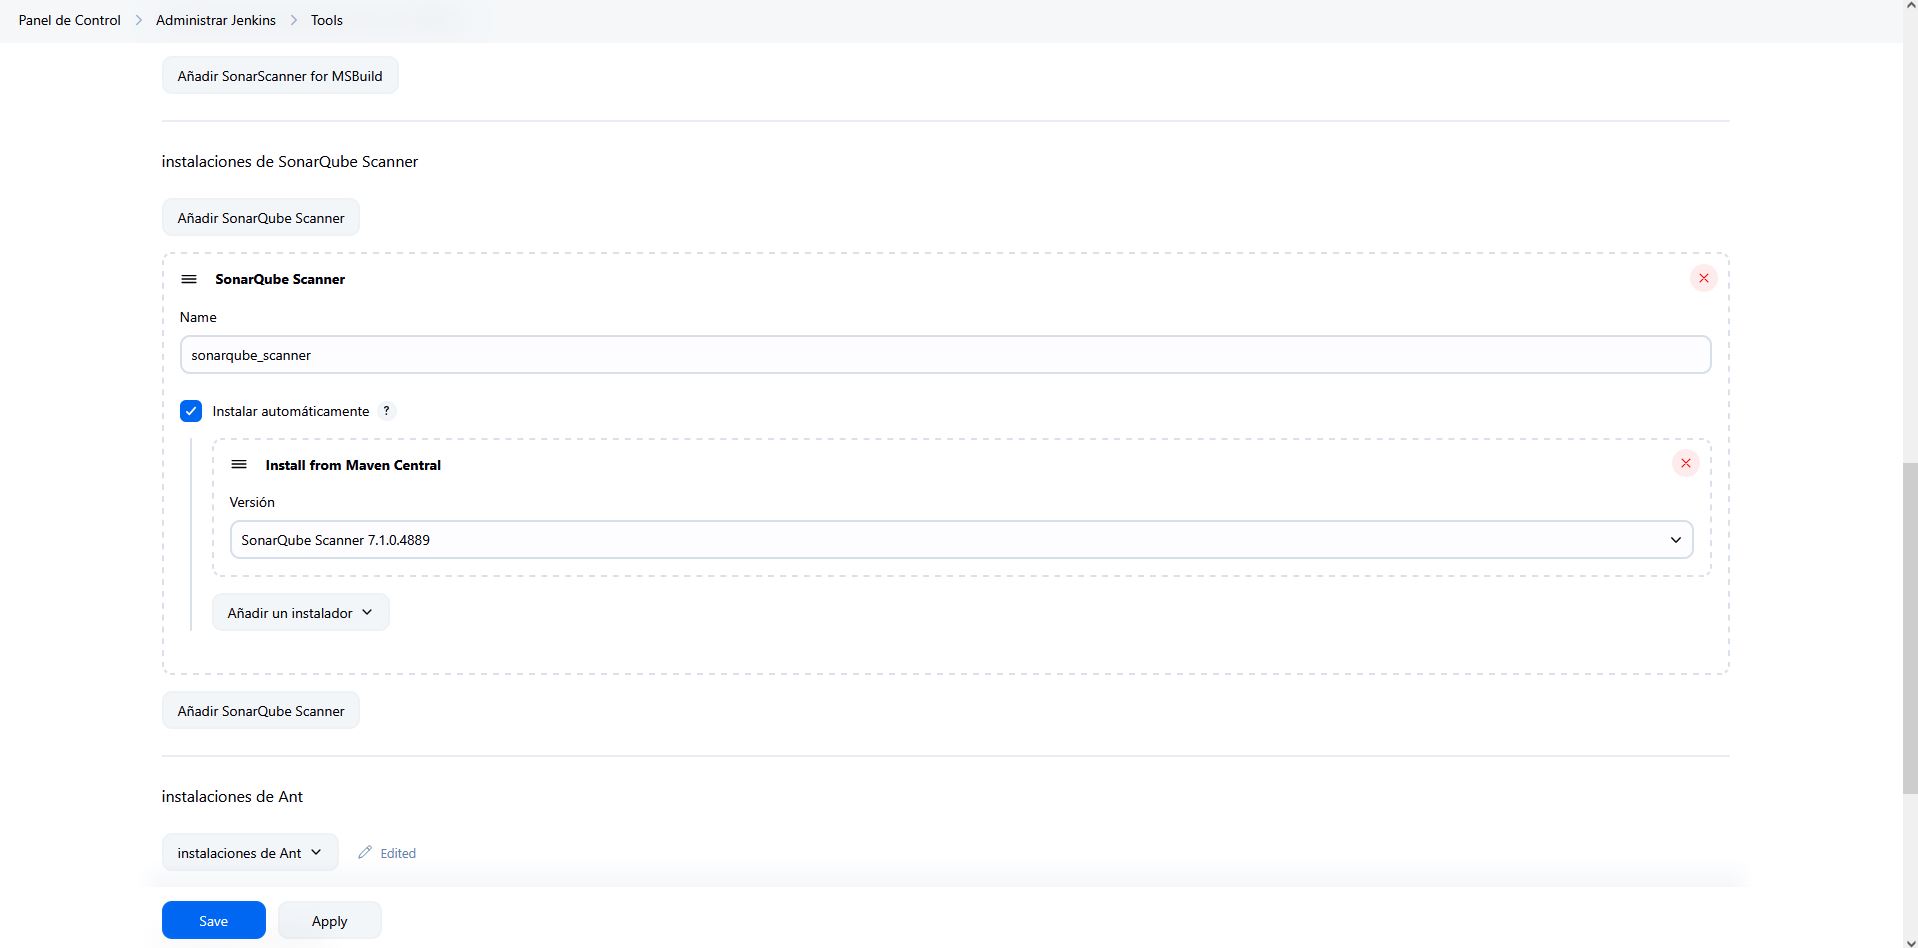 Panel de Control > Administrar Jenkins > Tools
Añadir SonarScanner for MSBuild
instalaciones de SonarQube Scanner
Añadir SonarQube Scanner
SonarQube Scanner
Name
sonarqube_scanner
Instalar automáticamente ?
Install from Maven Central
Versión
SonarQube Scanner 7.1.0.4889
Añadir un instalador
Añadir SonarQube Scanner
instalaciones de Ant
instalaciones de Ant Edited
Save Apply